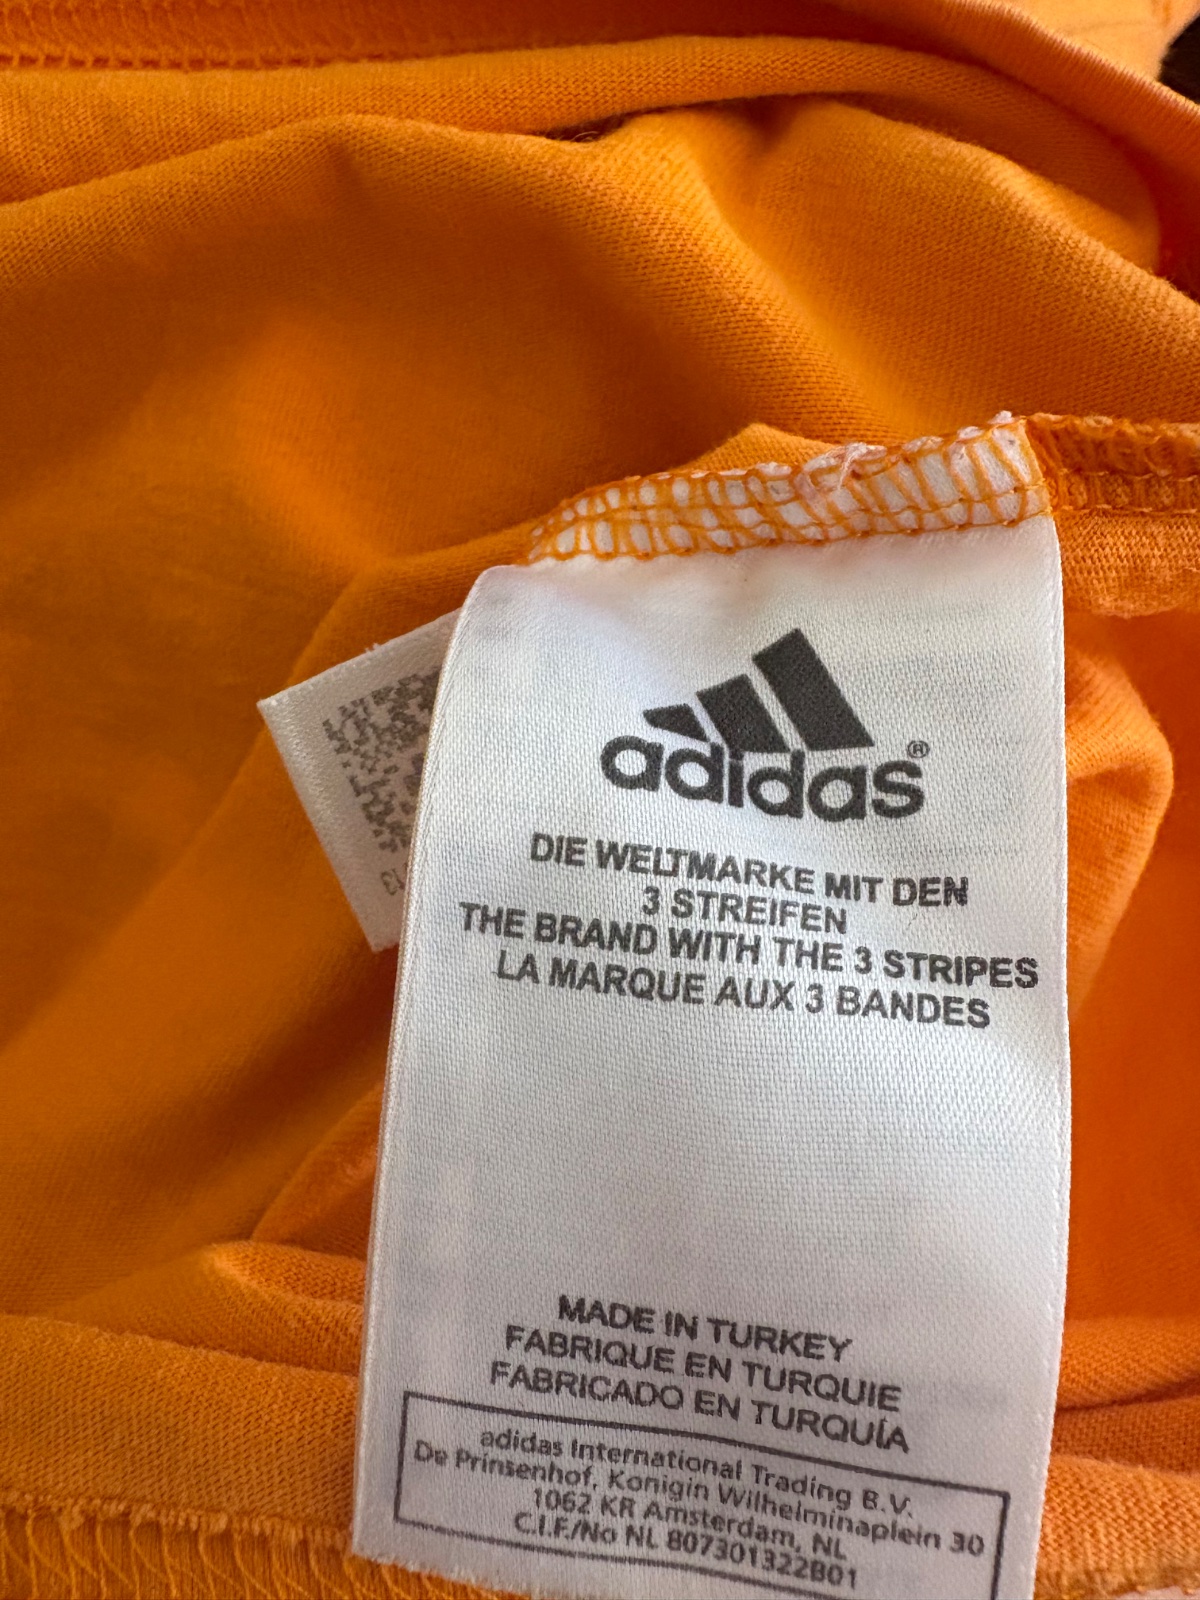 adidas®
DIE WELTMARKE MIT DEN
3 STREIFEN
THE BRAND WITH THE 3 STRIPES
LA MARQUE AUX 3 BANDES
MADE IN TURKEY
FABRIQUE EN TURQUIE
FABRICADO EN TURQUÍA
adidas International Trading B.V.
De Prinsenhof, Konigin Wilhelminaplein 30
1062 KR Amsterdam, NL
C.I.F./No NL 807301322B01